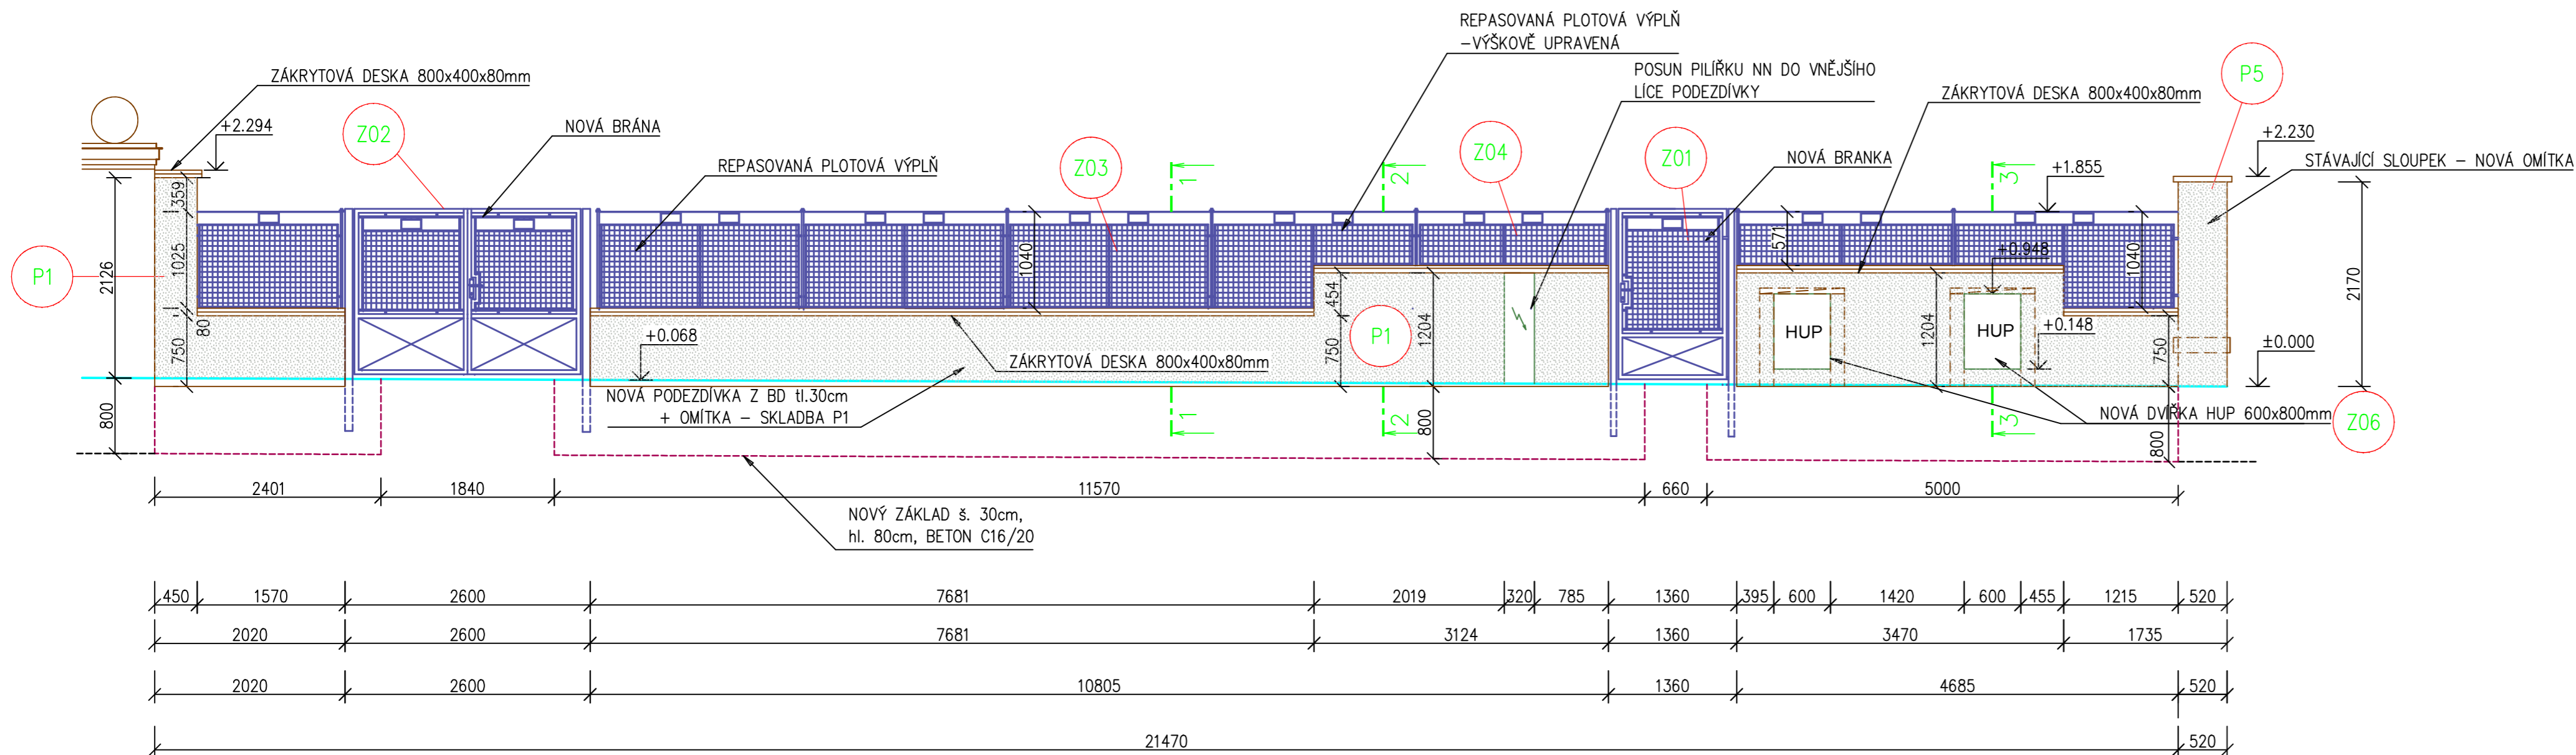 REPASOVANÁ PLOTOVÁ VÝPLŇ
-VÝŠKOVĚ UPRAVENÁ
POSUN PILÍŘKU NN DO VNĚJŠÍHO
LÍCE PODEZDÍVKY
ZÁKRYTOVÁ DESKA 800x400x80mm
P5
ZÁKRYTOVÁ DESKA 800x400x80mm
+2.294
Z02
NOVÁ BRÁNA
REPASOVANÁ PLOTOVÁ VÝPLŇ
Z03
1
2
Z04
Z01
NOVÁ BRANKA
3
+1.855
+2.230
STÁVAJÍCÍ SLOUPEK – NOVÁ OMÍTKA
P1
2126
359
1025
80
750
800
1040
454
750
1204
P1
571
+0.948
1040
1204
HUP
HUP
+0.148
750
2170
±0.000
+0.068
ZÁKRYTOVÁ DESKA 800x400x80mm
NOVÁ PODEZDÍVKA Z BD tl.30cm
+ OMÍTKA – SKLADBA P1
1
2
800
3
NOVÁ DVÍŘKA HUP 600x800mm
Z06
800
2401 1840 11570 660 5000
NOVÝ ZÁKLAD š. 30cm,
hl. 80cm, BETON C16/20
450 1570 2600 7681 2019 320 785 1360 395 600 1420 600 455 1215 520
2020 2600 7681 3124 1360 3470 1735
2020 2600 10805 1360 4685 520
21470 520